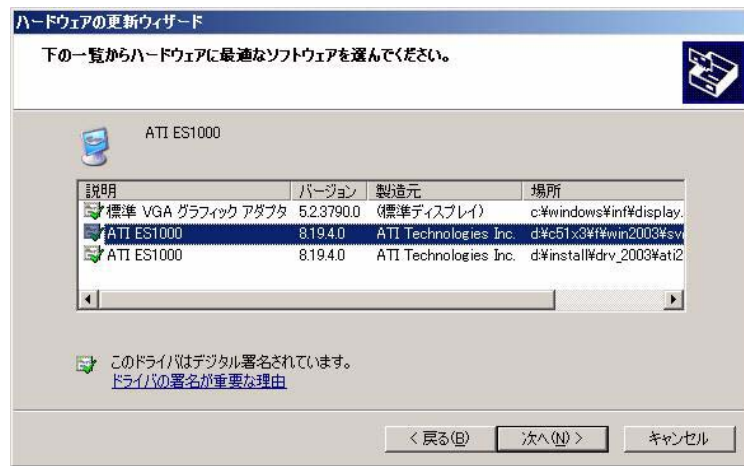 ハードウェアの更新ウィザード
下の一覧からハードウェアに最適なソフトウェアを選んでください。
ATI ES1000
説明 バージョン 製造元 場所
標準 VGA グラフィック アダプタ 5.2.3790.0 (標準ディスプレイ) c:¥windows¥inf¥display.
ATI ES1000 8.19.4.0 ATI Technologies Inc. d:¥c51x3¥f¥win2003¥sv
ATI ES1000 8.19.4.0 ATI Technologies Inc. d:¥install¥drv_2003¥ati2
このドライバはデジタル署名されています。
ドライバの署名が重要な理由
< 戻る(B) 次へ(N) > キャンセル